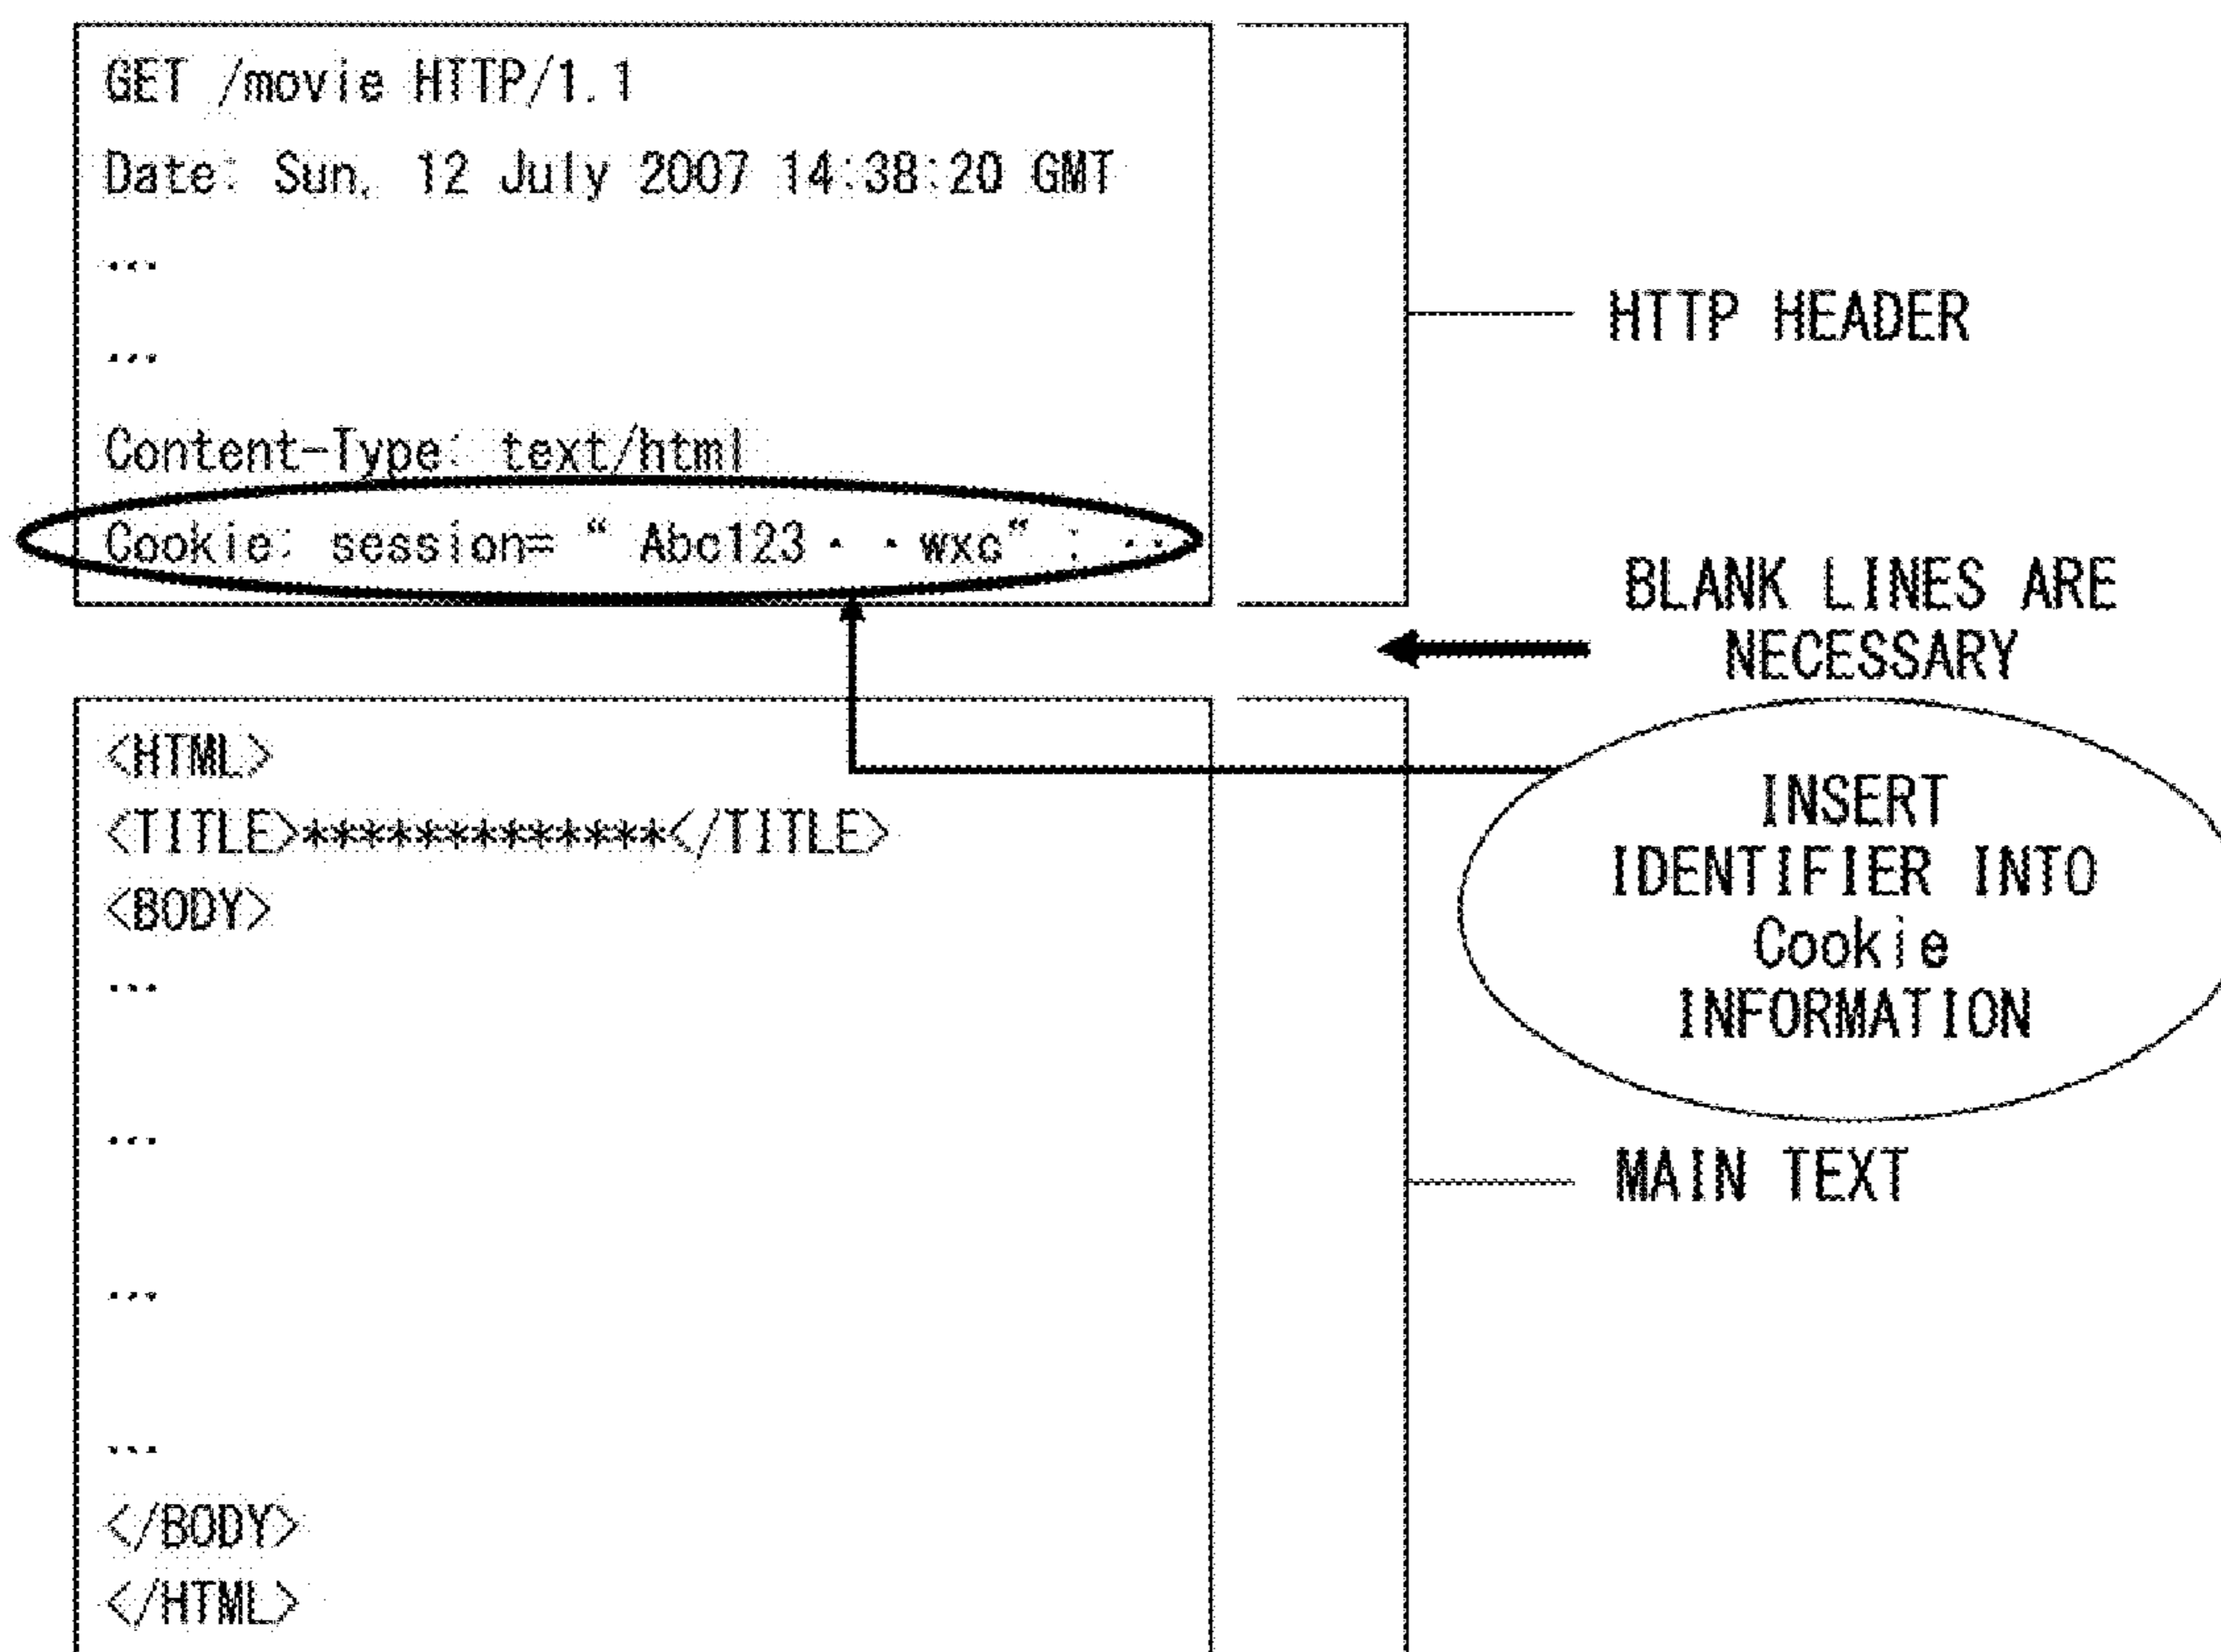 GET /movie HTTP/1.1
Date: Sun, 12 July 2007 14:38:20 GMT
...
...
Content-Type: text/html
Cookie: session= “ Abc123・・wxc” : ‥
HTTP HEADER
BLANK LINES ARE
NECESSARY
<HTML>
<TITLE>*************</TITLE>
<BODY>
...
...
...
...
</BODY>
</HTML>
INSERT
IDENTIFIER INTO
Cookie
INFORMATION
MAIN TEXT